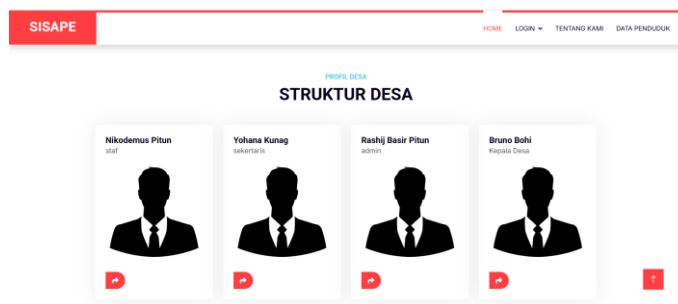 SISAPE
HOME LOGIN TENTANG KAMI DATA PENDUDUK
PROFIL DESA
STRUKTUR DESA
Nikodemus Pitun
staf
Yohana Kunag
sekertaris
Rashij Basir Pitun
admin
Bruno Bohi
Kepala Desa